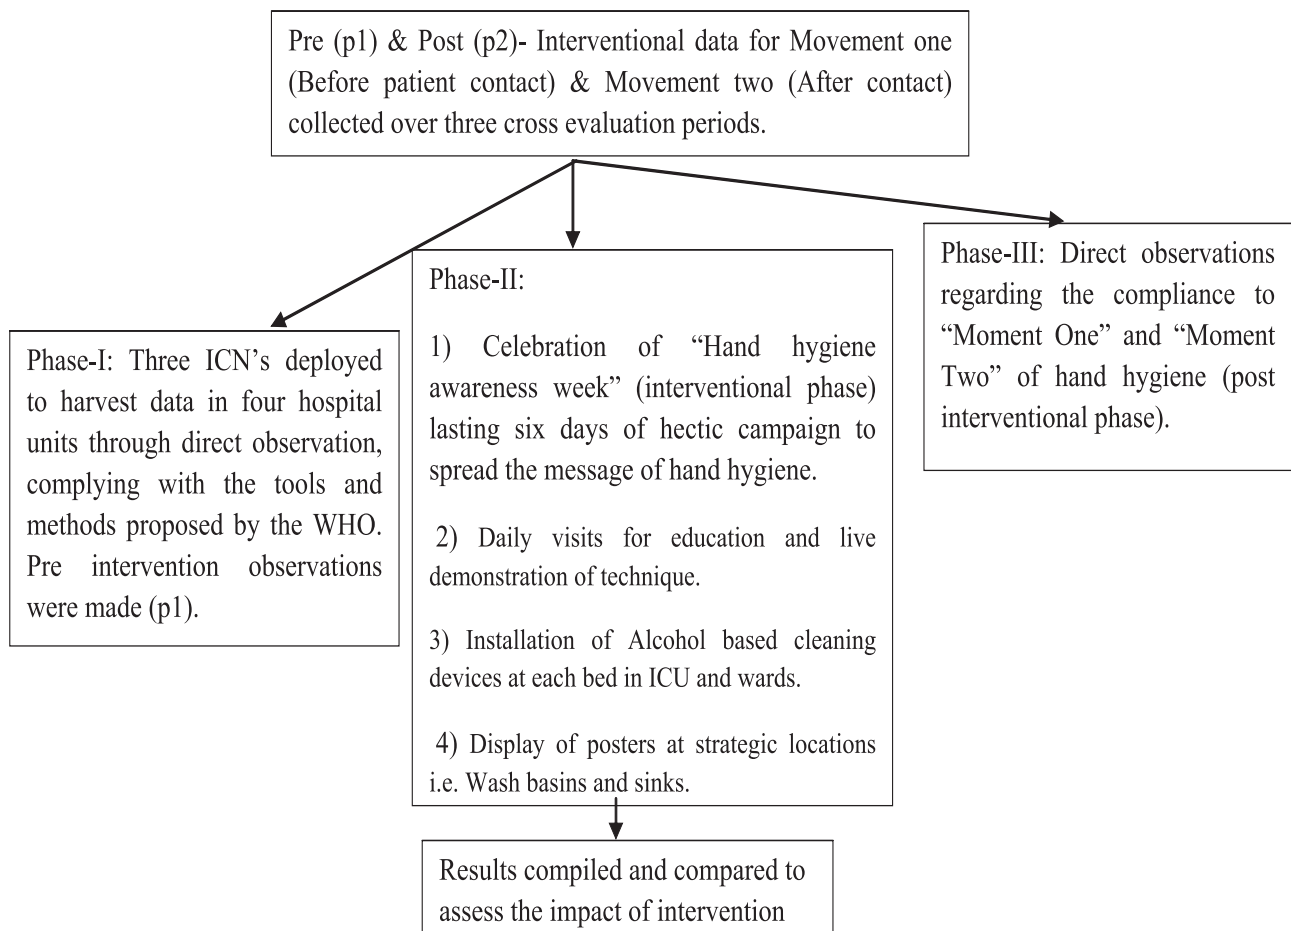 Pre (p1) & Post (p2)- Interventional data for Movement one
(Before patient contact) & Movement two (After contact)
collected over three cross evaluation periods.
Phase-I: Three ICN’s deployed
to harvest data in four hospital
units through direct observation,
complying with the tools and
methods proposed by the WHO.
Pre intervention observations
were made (p1).
Phase-II:
1) Celebration of “Hand hygiene
awareness week” (interventional phase)
lasting six days of hectic campaign to
spread the message of hand hygiene.
2) Daily visits for education and live
demonstration of technique.
3) Installation of Alcohol based cleaning
devices at each bed in ICU and wards.
4) Display of posters at strategic locations
i.e. Wash basins and sinks.
Phase-III: Direct observations
regarding the compliance to
“Moment One” and “Moment
Two” of hand hygiene (post
interventional phase).
Results compiled and compared to
assess the impact of intervention